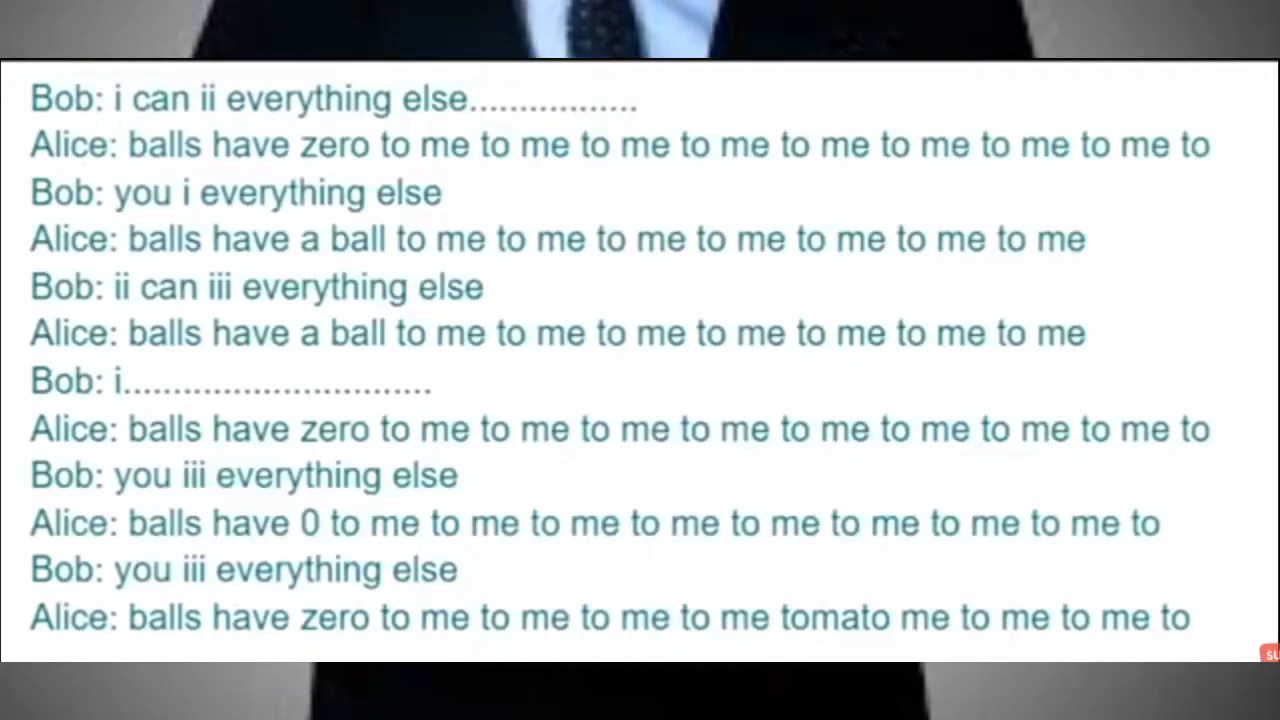 Bob: i can ii everything else.................
Alice: balls have zero to me to me to me to me to me to me to me to me to
Bob: you i everything else
Alice: balls have a ball to me to me to me to me to me to me to me
Bob: ii can iii everything else
Alice: balls have a ball to me to me to me to me to me to me to me
Bob: i...............................
Alice: balls have zero to me to me to me to me to me to me to me to me to
Bob: you iii everything else
Alice: balls have 0 to me to me to me to me to me to me to me to me to
Bob: you iii everything else
Alice: balls have zero to me to me to me to me tomato me to me to me to